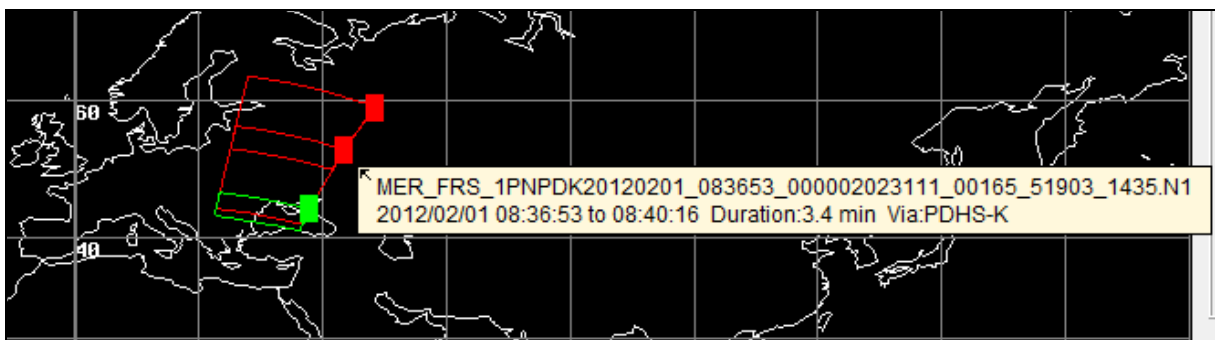 60
MER_FRS_1PNPDK20120201_083653_000002023111_00165_51903_1435.N1
2012/02/01 08:36:53 to 08:40:16 Duration:3.4 min Via:PDHS-K
40